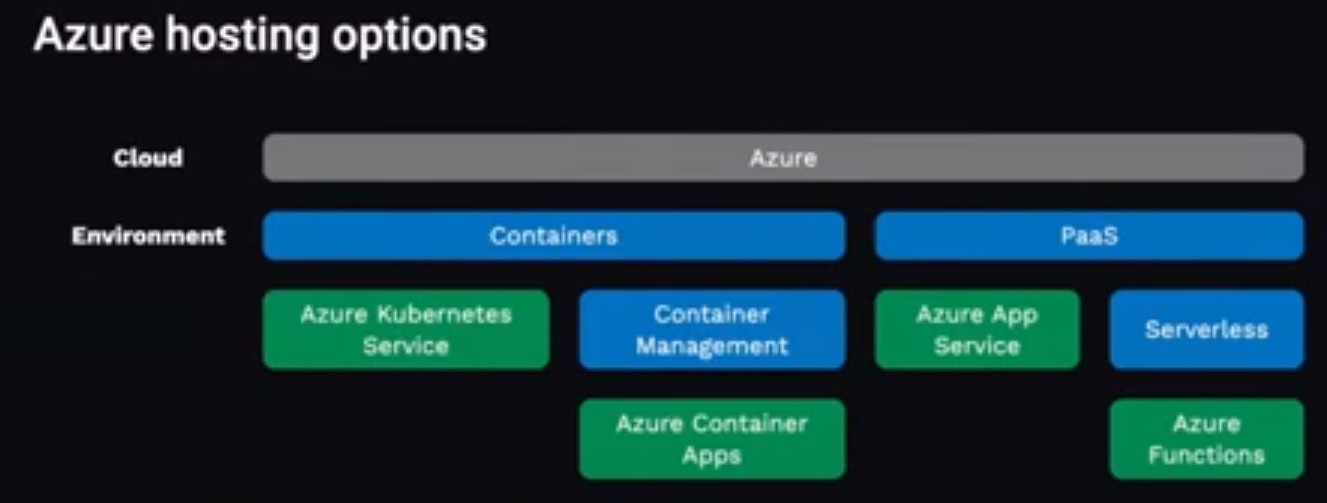 Azure hosting options
Cloud
Azure
Environment
Containers
PaaS
Azure Kubernetes
Service
Container
Management
Azure App
Service
Serverless
Azure Container
Apps
Azure
Functions